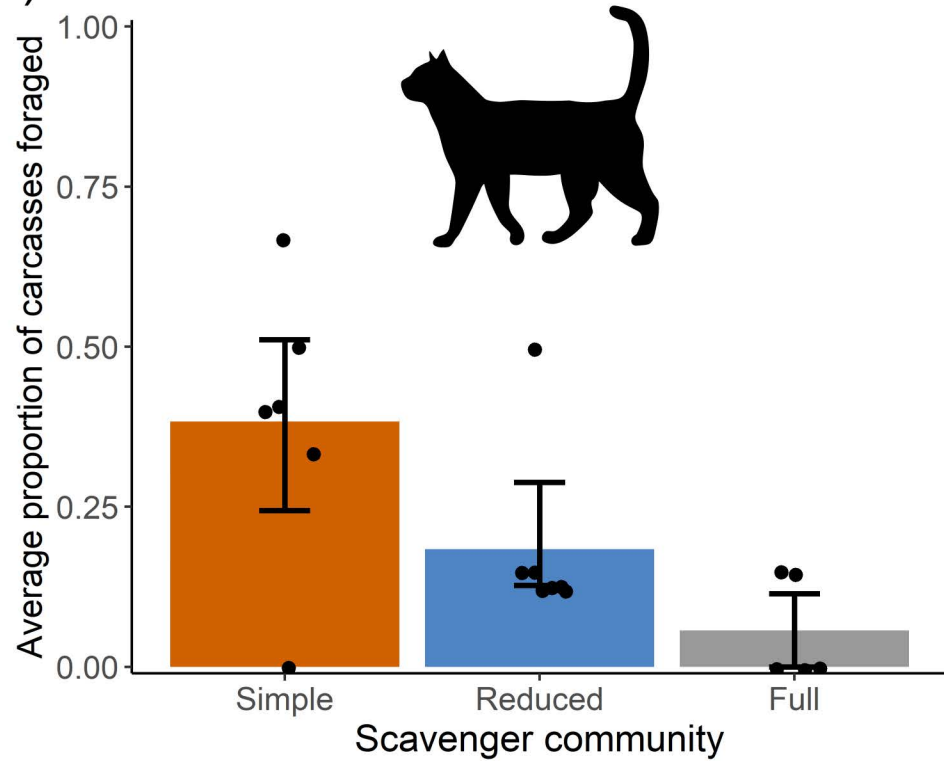 Average proportion of carcasses foraged
1.00
0.75
0.50
0.25
0.00
Simple Reduced Full
Scavenger community